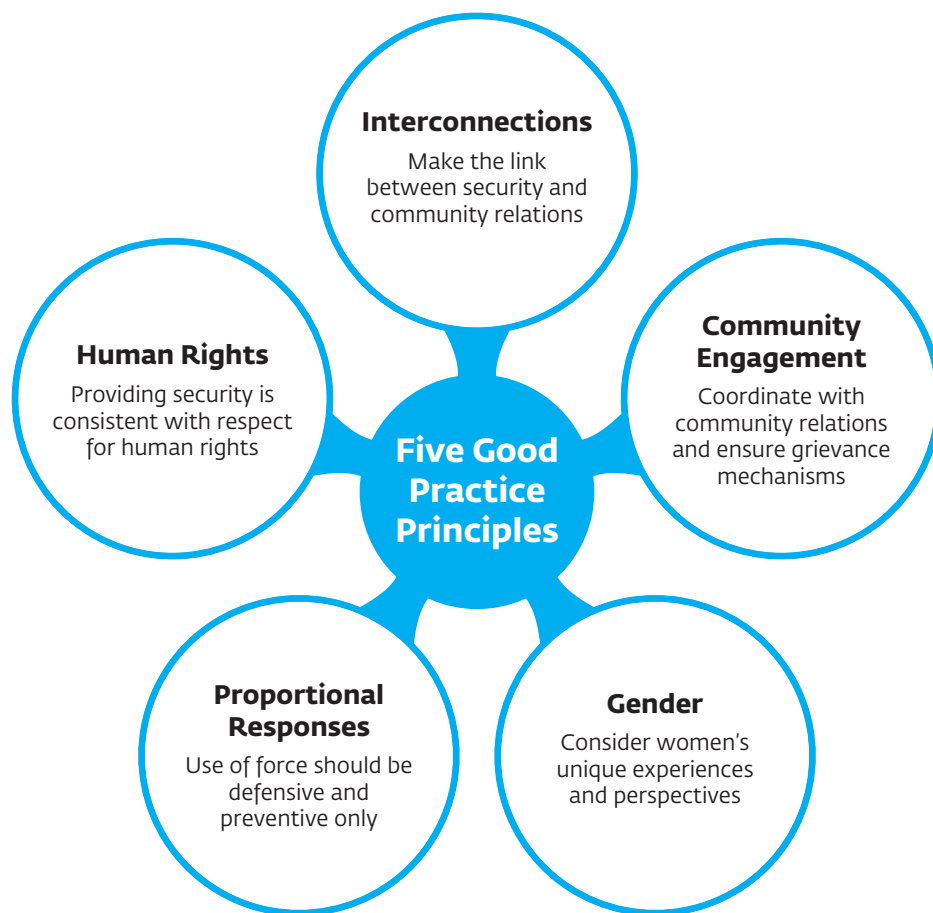 Interconnections
Make the link
between security and
community relations
Human Rights
Providing security is
consistent with respect
for human rights
Community
Engagement
Coordinate with
community relations
and ensure grievance
mechanisms
Five Good
Practice
Principles
Proportional
Responses
Use of force should be
defensive and
preventive only
Gender
Consider women's
unique experiences
and perspectives